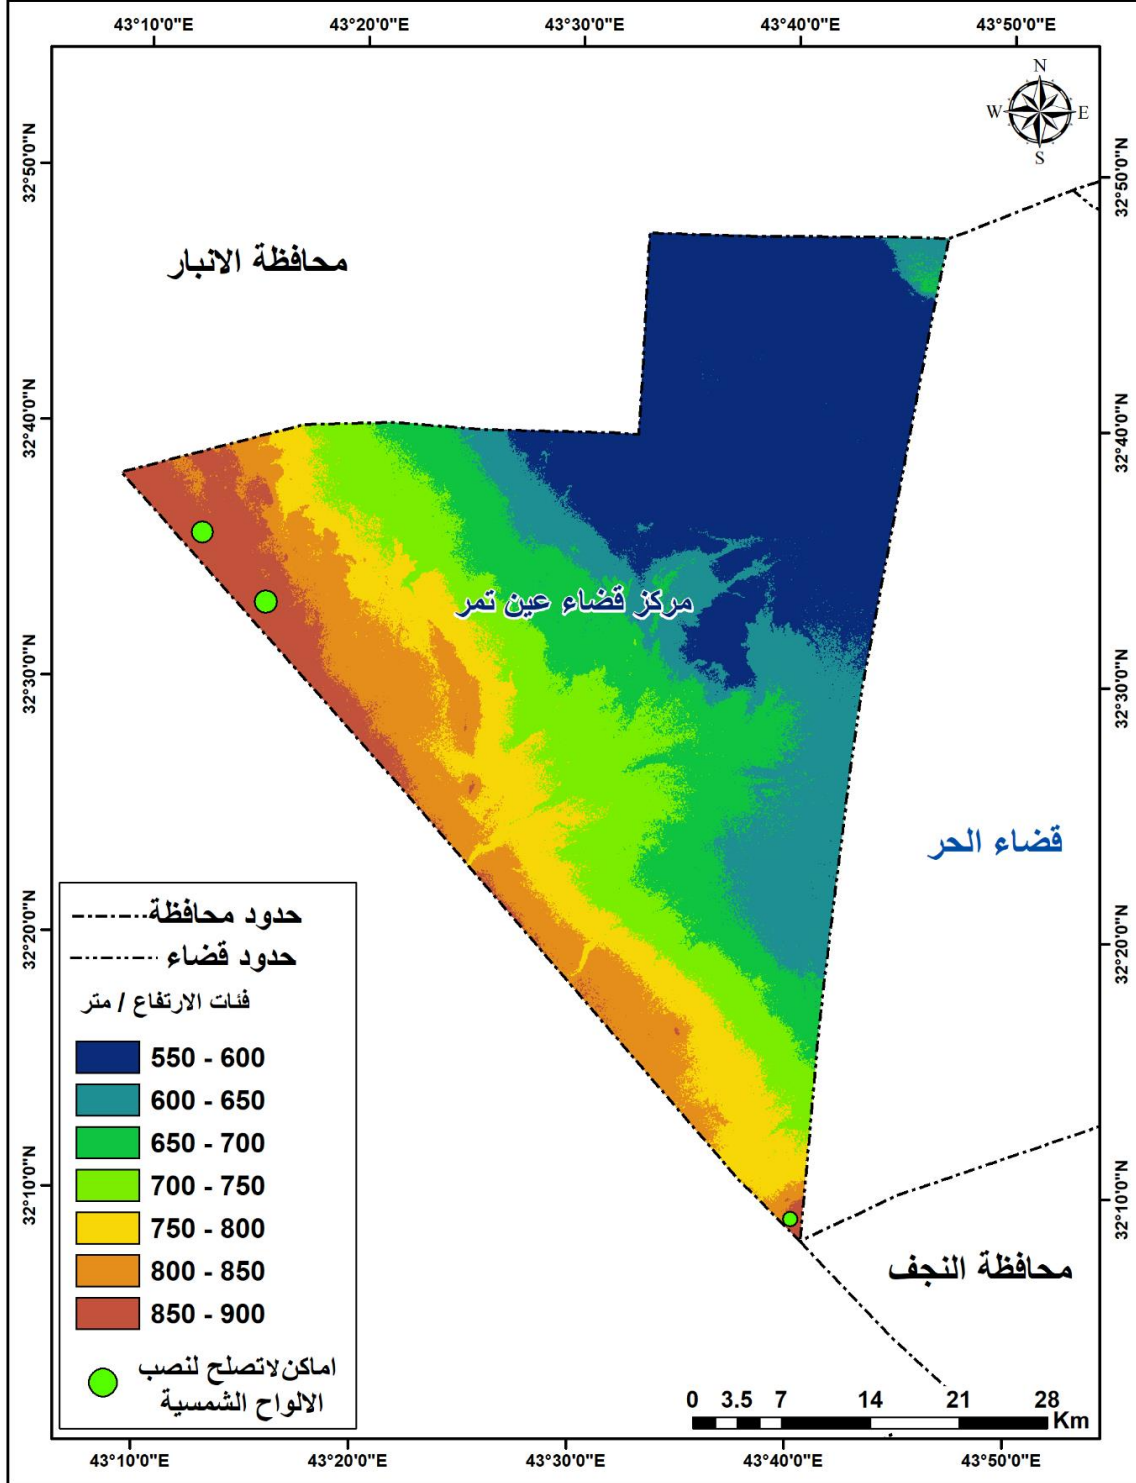 43°10'0"E 43°20'0"E 43°30'0"E 43°40'0"E 43°50'0"E
N
W E
S
32°50'0"N 32°50'0"N
محافظة الانبار
32°40'0"N 32°40'0"N
مركز قضاء عين تمر
32°30'0"N 32°30'0"N
قضاء الحر
32°20'0"N 32°20'0"N
حدود محافظة
حدود قضاء
فئات الارتفاع / متر
550 - 600
600 - 650
650 - 700
700 - 750
750 - 800
800 - 850
850 - 900
اماكن لاتصلح لنصب
الالواح الشمسية
32°10'0"N 32°10'0"N
محافظة النجف
0 3.5 7 14 21 28
Km
43°10'0"E 43°20'0"E 43°30'0"E 43°40'0"E 43°50'0"E